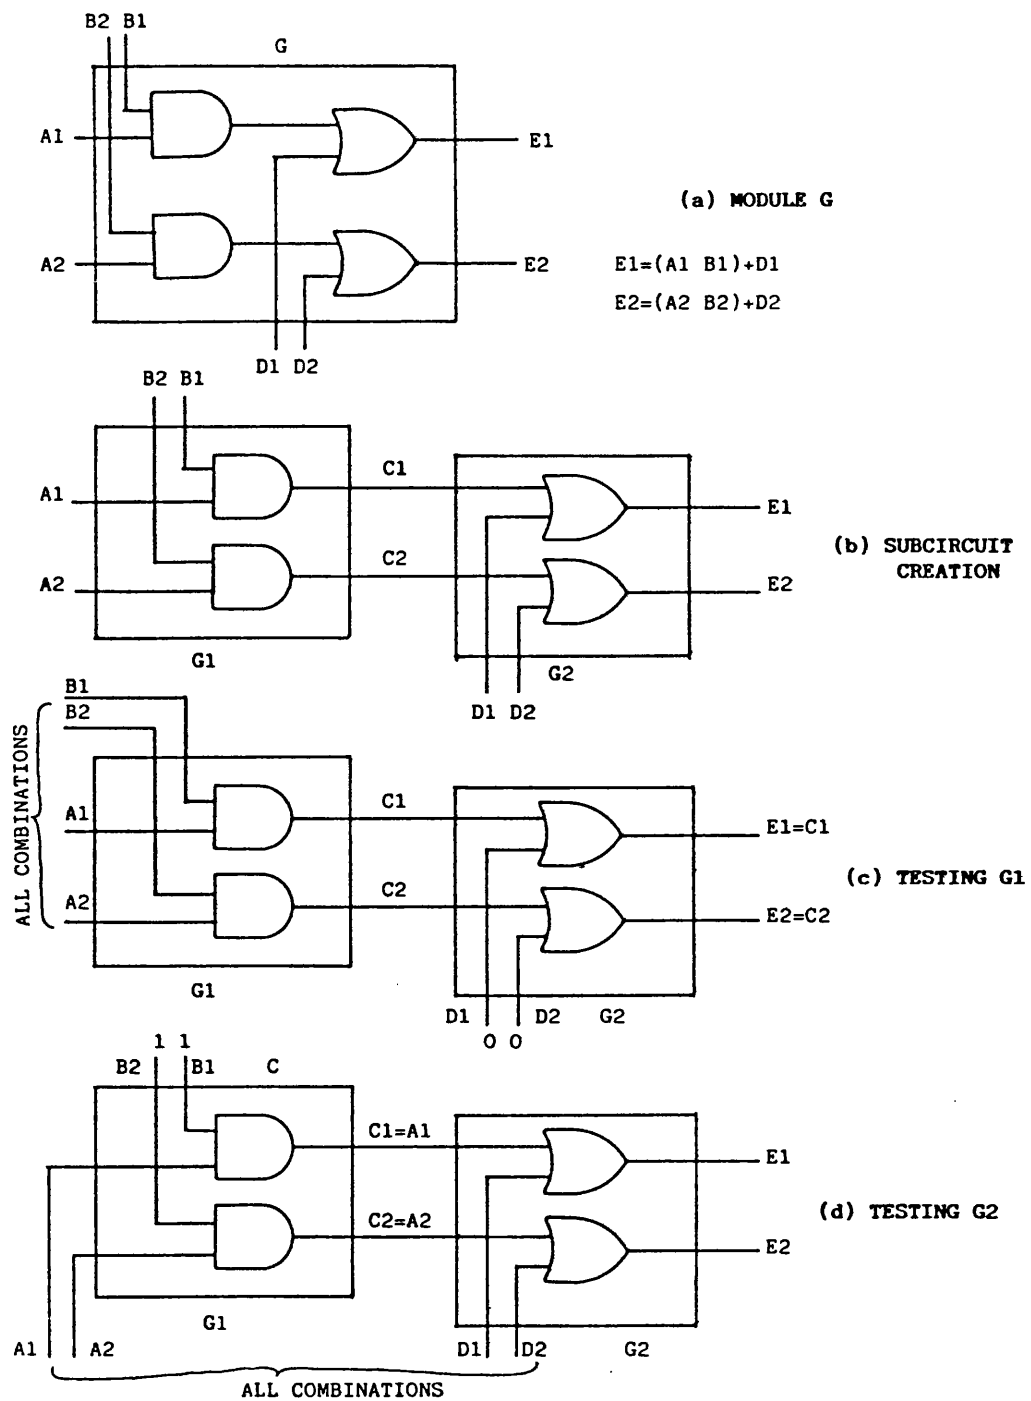 B2 B1
G
A1
E1
(a) MODULE G
A2
E2
E1=(A1 B1)+D1
E2=(A2 B2)+D2
D1 D2
B2 B1
A1
C1
E1
(b) SUBCIRCUIT
CREATION
A2
C2
E2
G1
G2
D1 D2
B1
B2
ALL COMBINATIONS
A1
C1
E1=C1
(c) TESTING G1
A2
C2
E2=C2
G1
D1 D2 G2
0 0
1 1
B2 B1 C
C1=A1
E1
(d) TESTING G2
C2=A2
E2
G1
A1 A2
D1 D2 G2
ALL COMBINATIONS